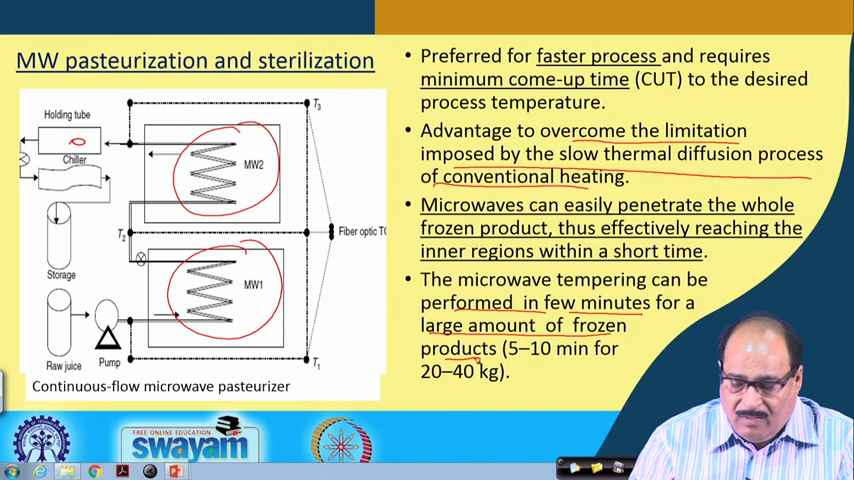 MW pasteurization and sterilization
Holding tube
Chiller
Storage
Raw juice
Pump
MW2
MW1
T3
T2
T1
Fiber optic TC
Continuous-flow microwave pasteurizer
• Preferred for faster process and requires
minimum come-up time (CUT) to the desired
process temperature.
• Advantage to overcome the limitation
imposed by the slow thermal diffusion process
of conventional heating.
• Microwaves can easily penetrate the whole
frozen product, thus effectively reaching the
inner regions within a short time.
• The microwave tempering can be
performed in few minutes for a
large amount of frozen
products (5–10 min for
20–40 kg).
FREE ONLINE EDUCATION
swayam